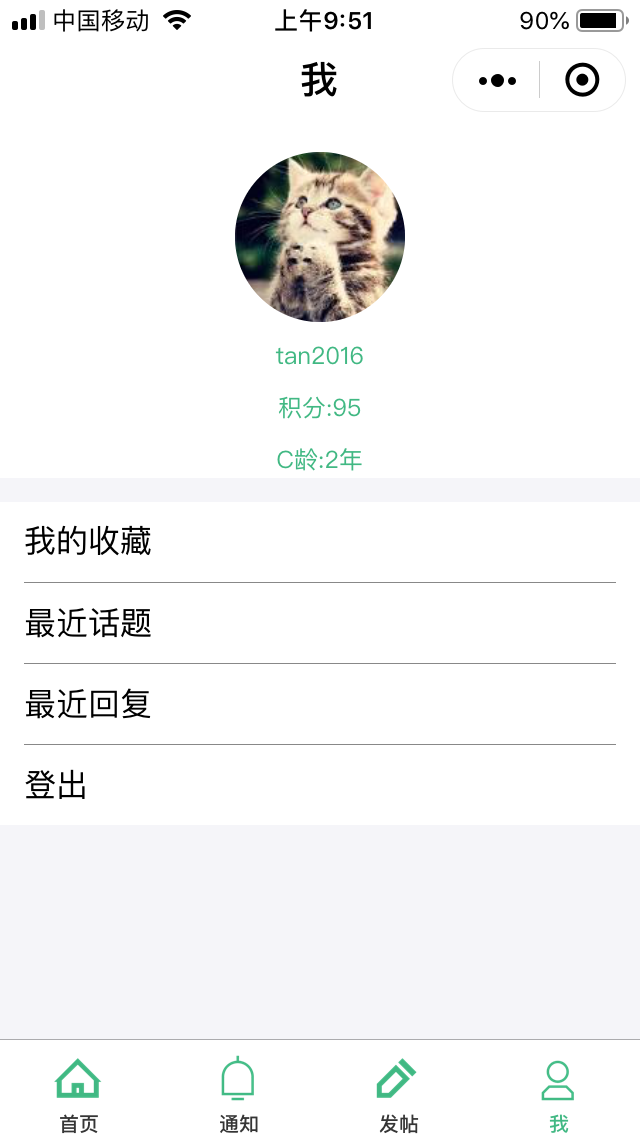 中国移动 上午9:51 90%
我
tan2016
积分:95
C龄:2年
我的收藏
最近话题
最近回复
登出
首页 通知 发帖 我